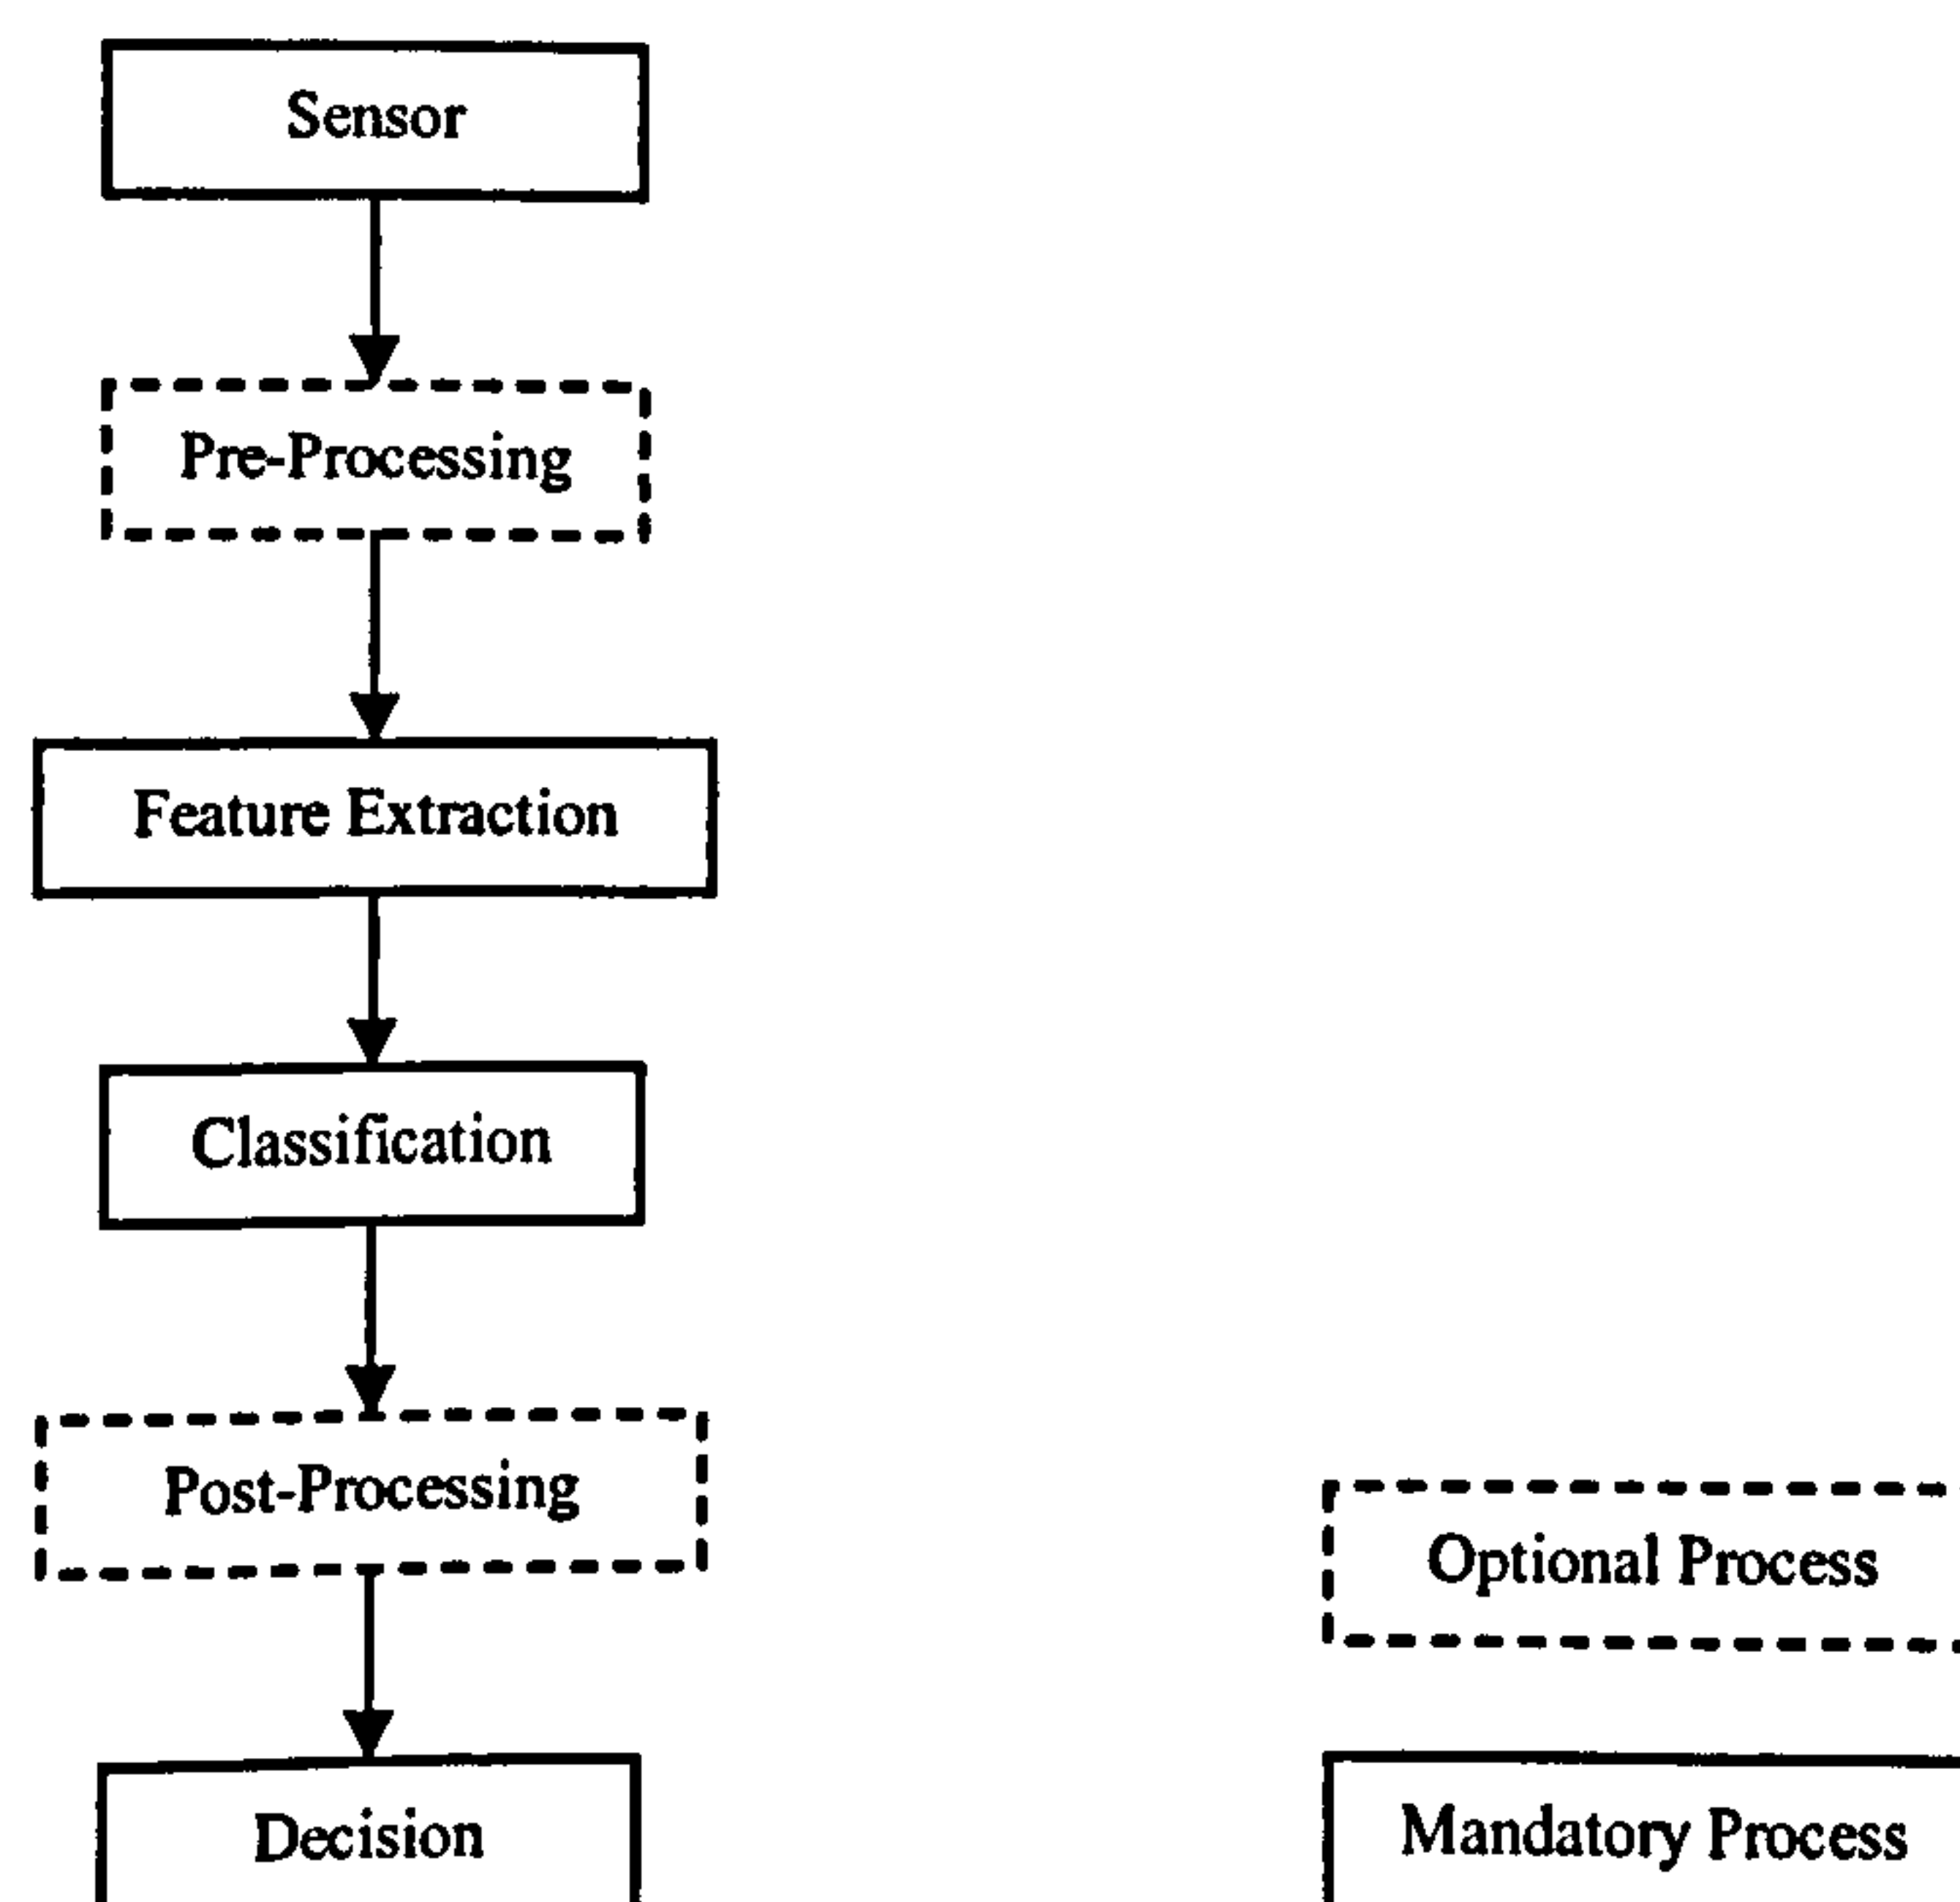 Sensor
Pre-Processing
Feature Extraction
Classification
Post-Processing
Optional Process
Decision
Mandatory Process